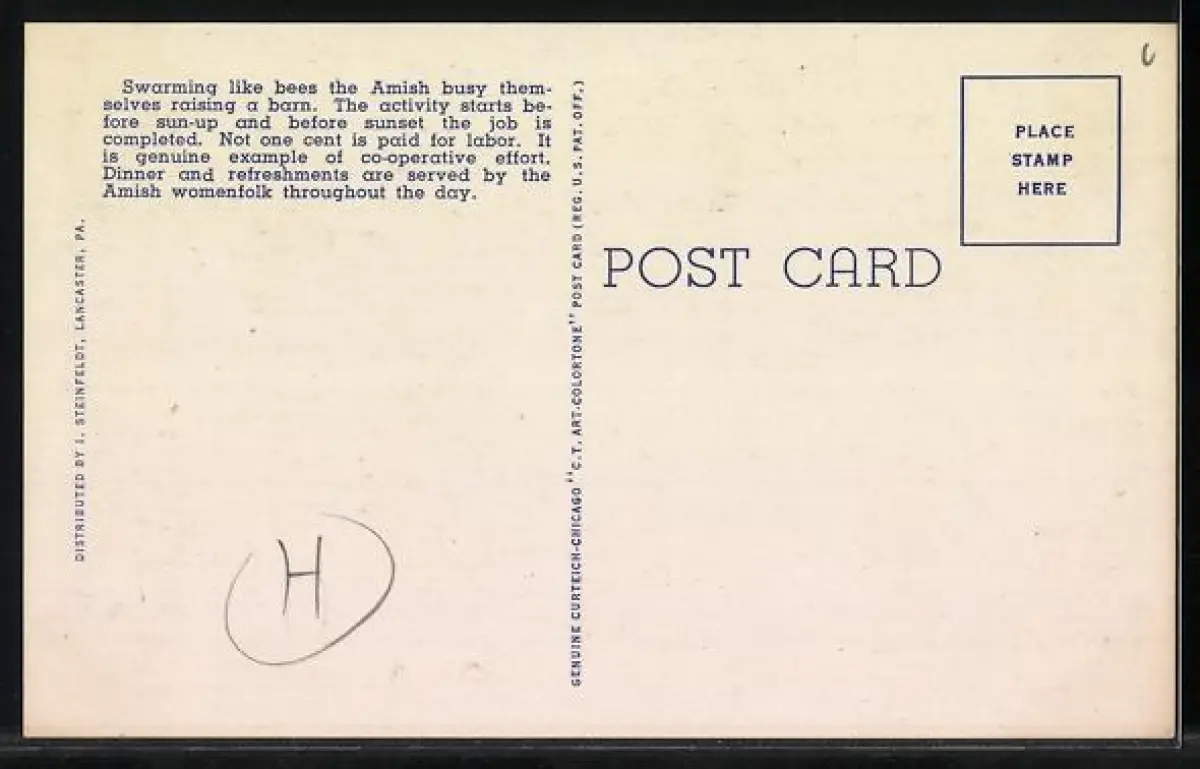 Swarming like bees the Amish busy them-
selves raising a barn. The activity starts be-
fore sun-up and before sunset the job is
completed. Not one cent is paid for labor. It
is genuine example of co-operative effort.
Dinner and refreshments are served by the
Amish womenfolk throughout the day.
DISTRIBUTED BY I. STEINFELDT, LANCASTER, PA.
H
GENUINE CURTEICH-CHICAGO "C.T. ART-COLORTONE" POST CARD (REG. U.S. PAT. OFF.)
POST CARD
PLACE
STAMP
HERE